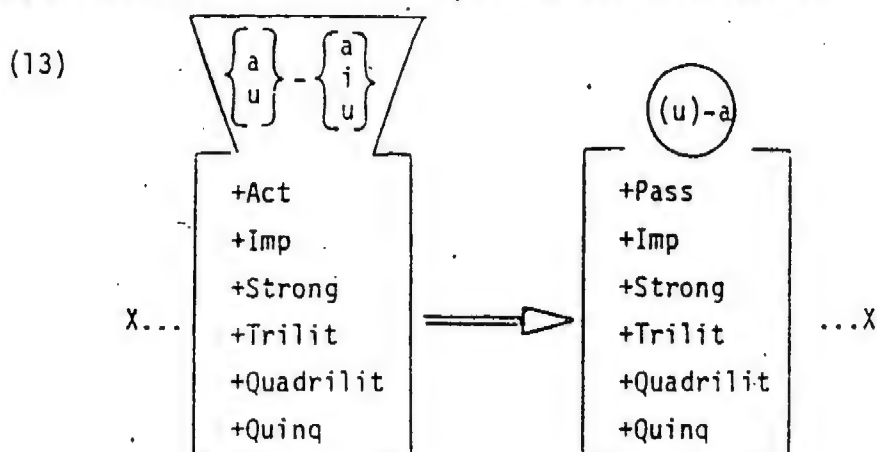 (13)
{a u} - {a i u}
(u)-a
+Act +Pass
+Imp +Imp
+Strong +Strong
X... +Trilit +Trilit ...X
+Quadrilit +Quadrilit
+Quinq +Quinq